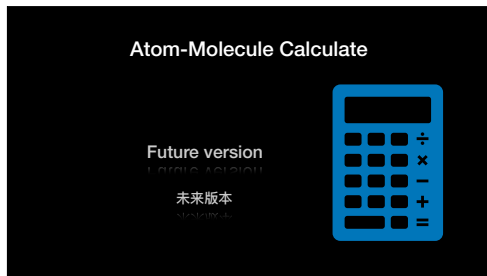 Atom-Molecule Calculate
Future version
未来版本
÷
×
−
+
=